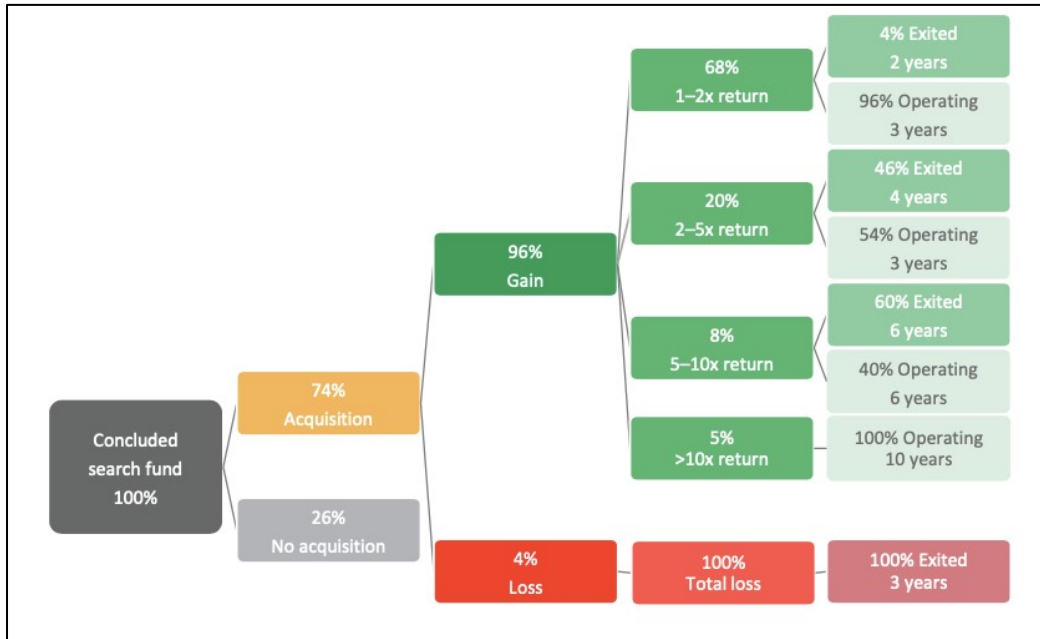 Concluded
search fund
100%
74%
Acquisition
26%
No acquisition
96%
Gain
4%
Loss
68%
1–2x return
20%
2–5x return
8%
5–10x return
5%
>10x return
100%
Total loss
4% Exited
2 years
96% Operating
3 years
46% Exited
4 years
54% Operating
3 years
60% Exited
6 years
40% Operating
6 years
100% Operating
10 years
100% Exited
3 years